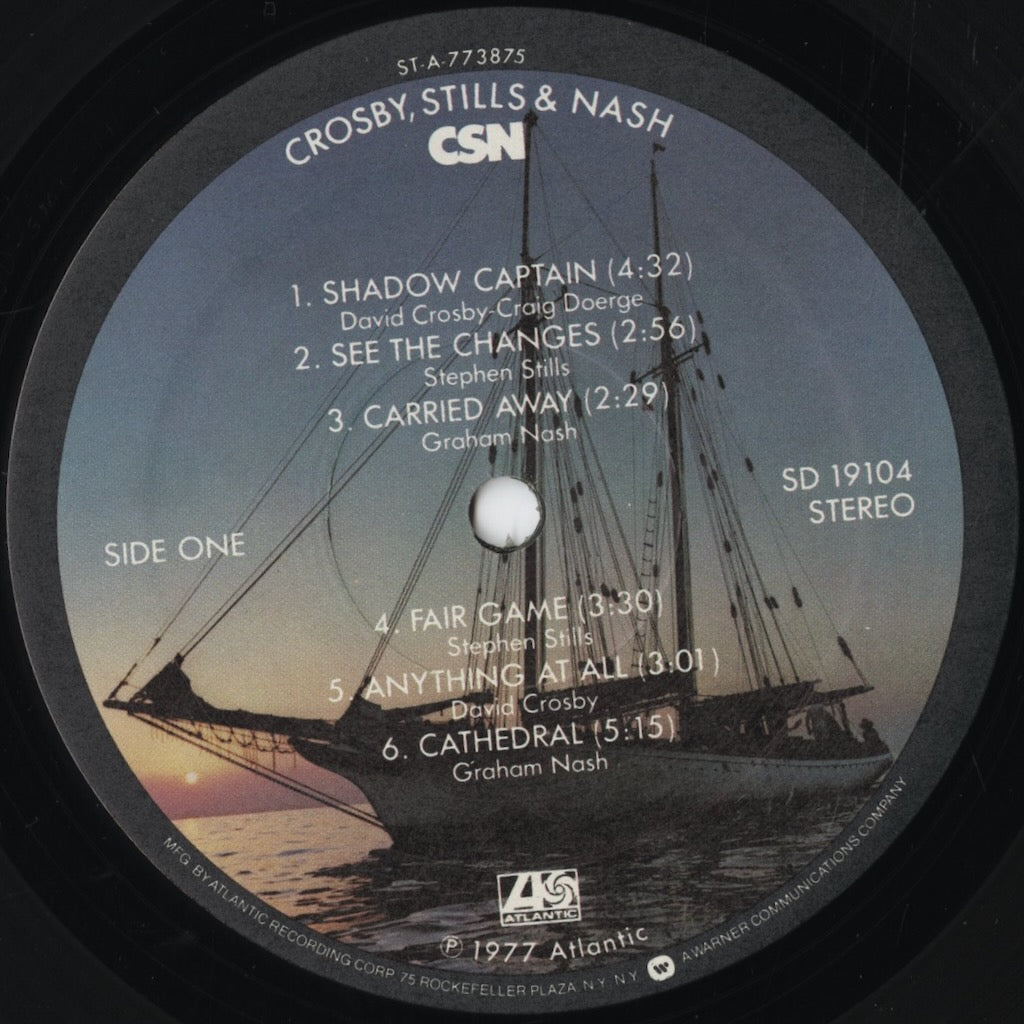 ST-A-773875
CROSBY, STILLS & NASH
CSN
1. SHADOW CAPTAIN (4:32)
David Crosby-Craig Doerge
2. SEE THE CHANGES (2:56)
Stephen Stills
3. CARRIED AWAY (2:29)
Graham Nash
SD 19104
STEREO
SIDE ONE
4. FAIR GAME (3:30)
Stephen Stills
5. ANYTHING AT ALL (3:01)
David Crosby
6. CATHEDRAL (5:15)
Graham Nash
ATLANTIC
℗ 1977 Atlantic
MFG. BY ATLANTIC RECORDING CORP. 75 ROCKEFELLER PLAZA, N.Y. N.Y. A WARNER COMMUNICATIONS COMPANY